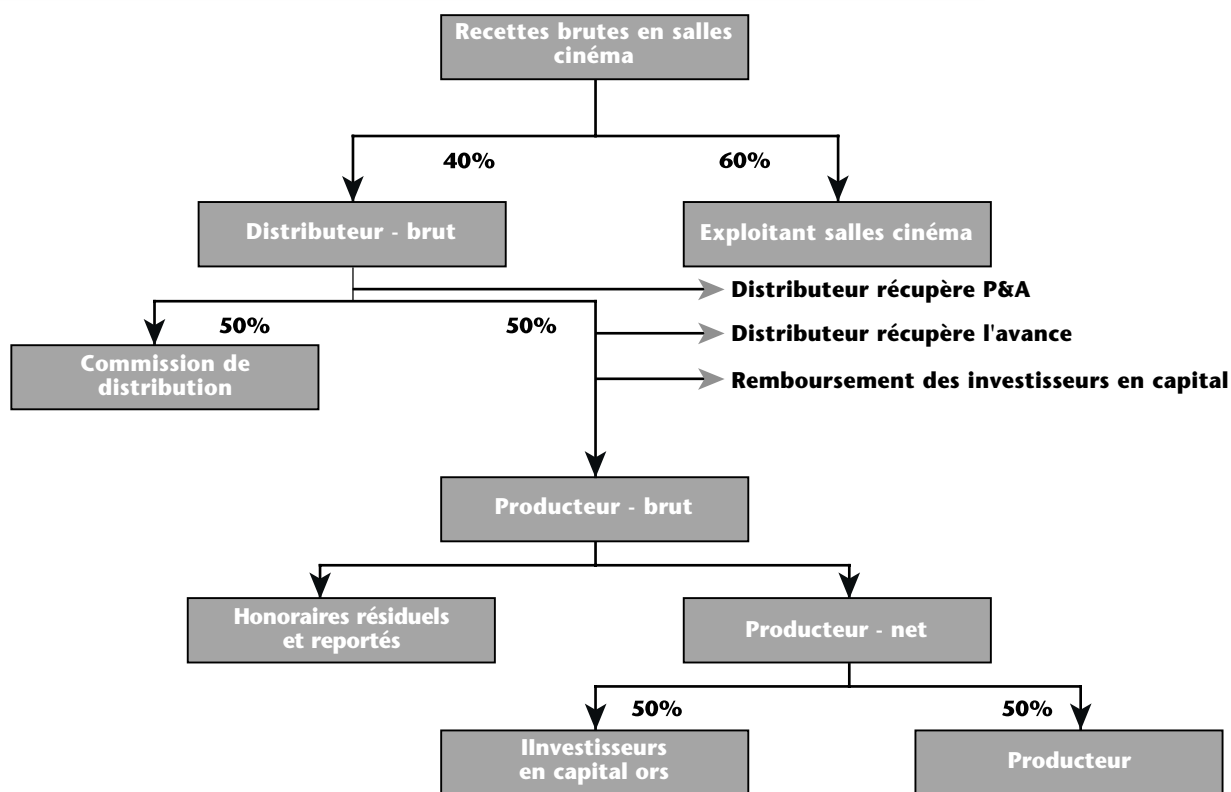 Recettes brutes en salles
cinéma
40%
60%
Distributeur - brut
Exploitant salles cinéma
Distributeur récupère P&A
50%
50%
Distributeur récupère l'avance
Commission de
distribution
Remboursement des investisseurs en capital
Producteur - brut
Honoraires résiduels
et reportés
Producteur - net
50%
50%
IInvestisseurs
en capital ors
Producteur